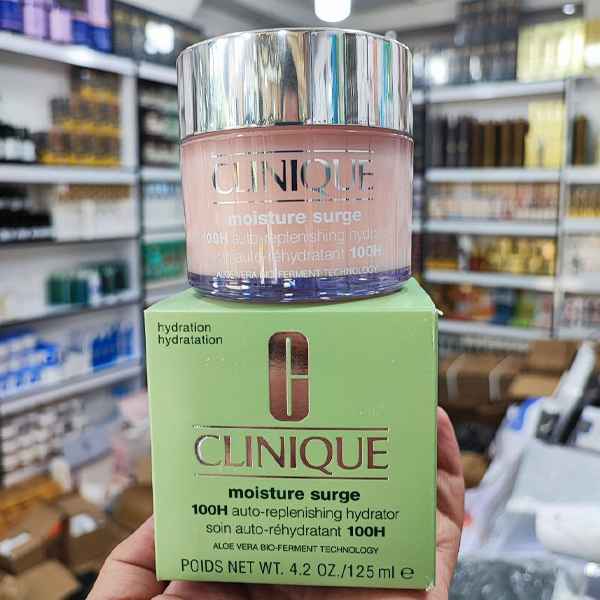 CLINIQUE
moisture surge
100H auto-replenishing hydr
soin auto-réhydratant 100H
ALOE VERA BIO-FERMENT TECHNOLOGY
hydration
hydratation
C
CLINIQUE
moisture surge
100H auto-replenishing hydrator
soin auto-réhydratant 100H
ALOE VERA BIO-FERMENT TECHNOLOGY
POIDS NET WT. 4.2 OZ./125 ml e